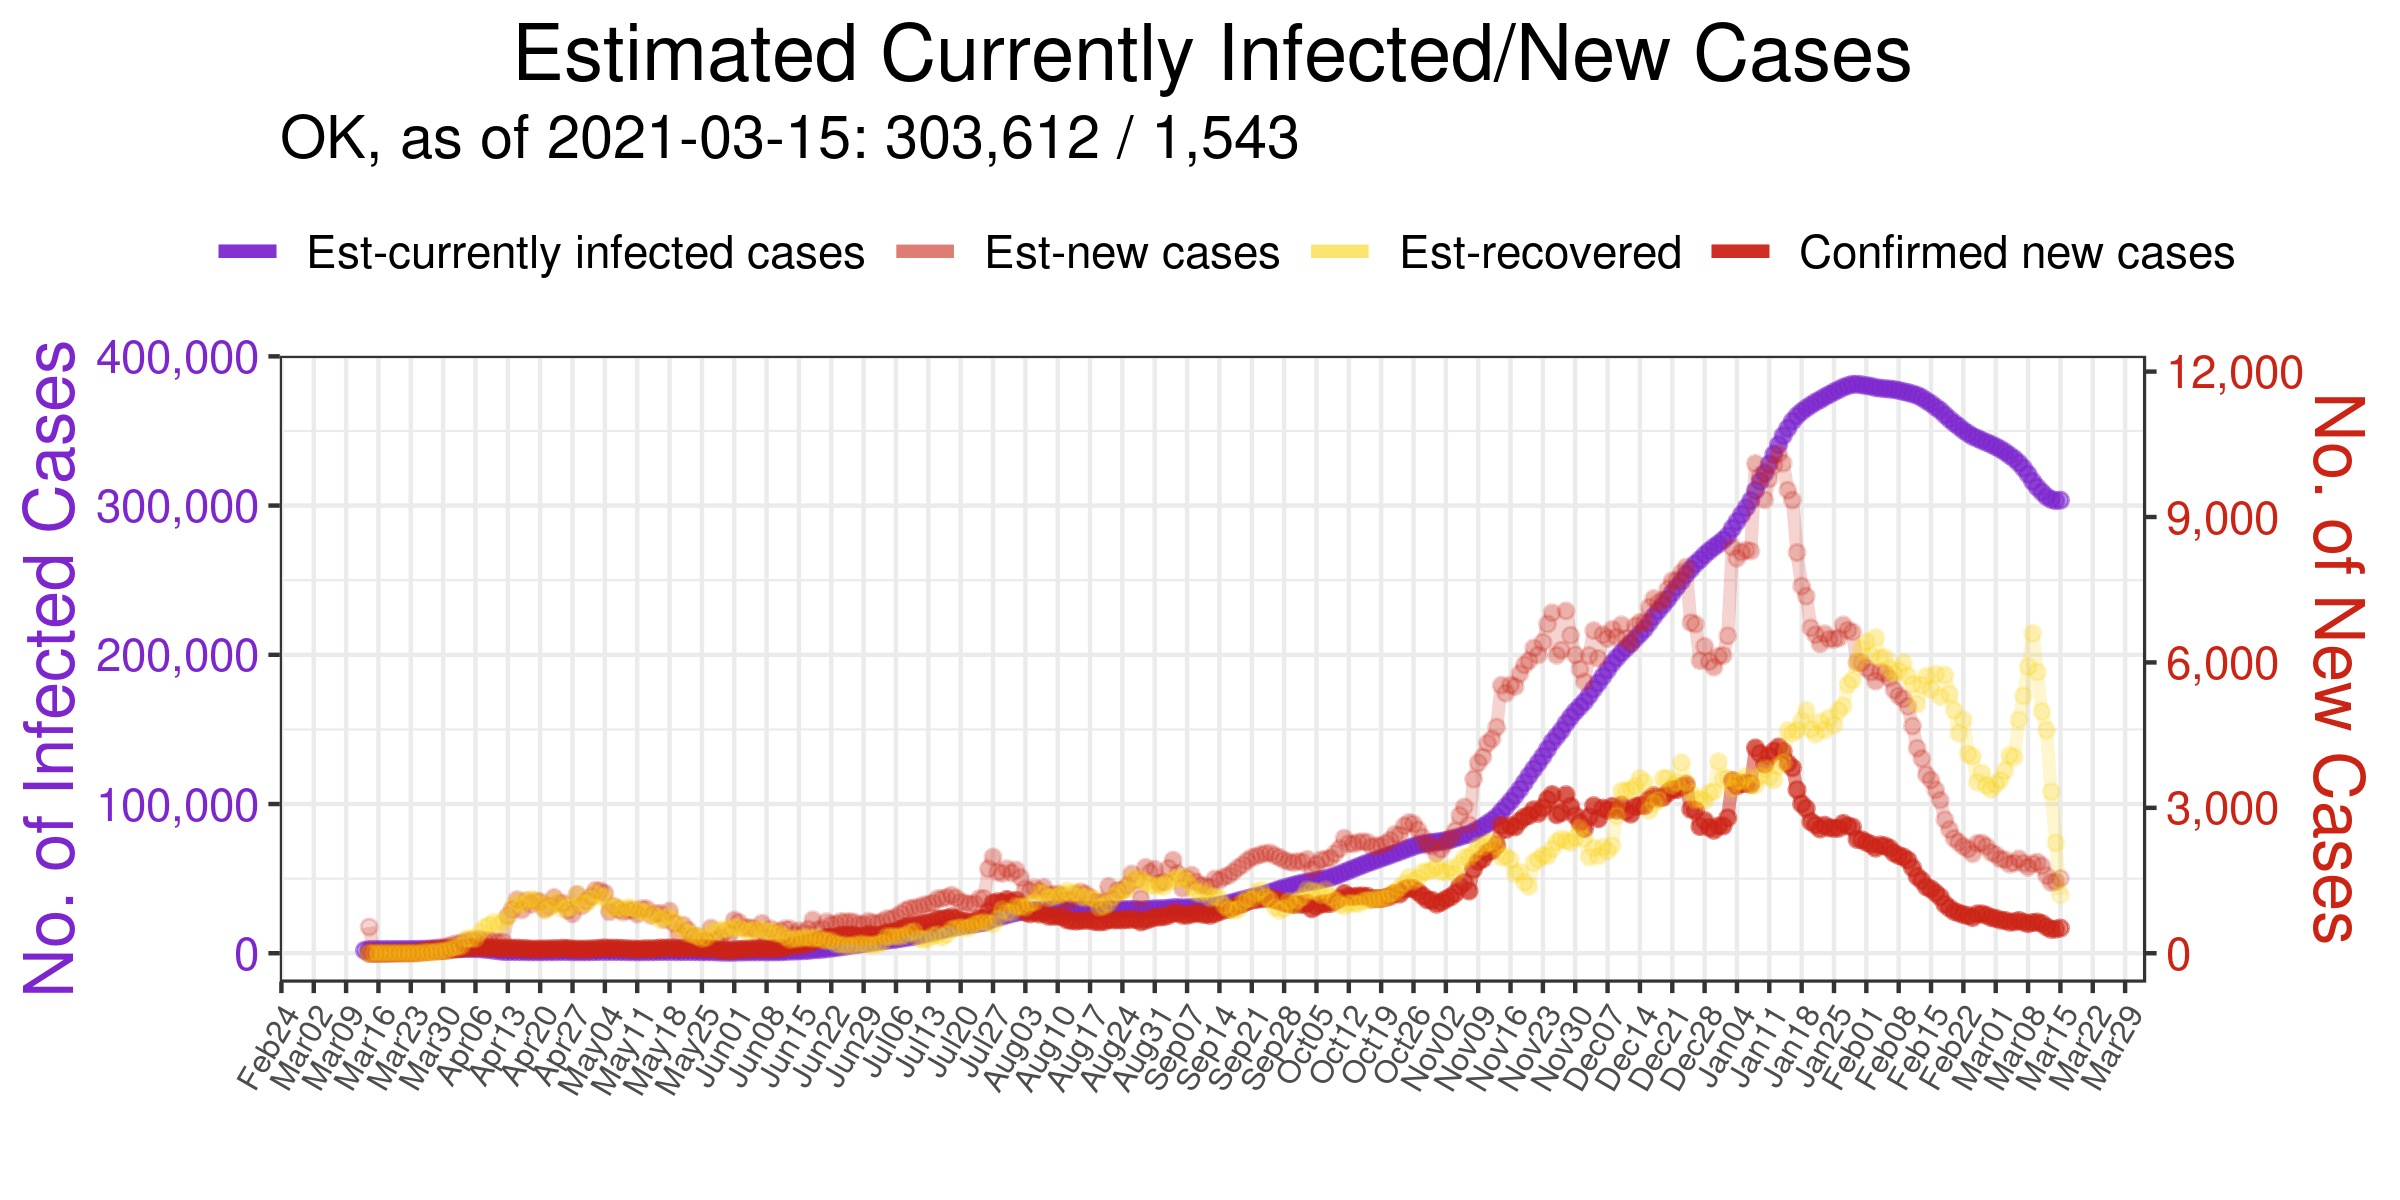 Estimated Currently Infected/New Cases
OK, as of 2021-03-15: 303,612 / 1,543
Est-currently infected cases Est-new cases Est-recovered Confirmed new cases
No. of Infected Cases
400,000
300,000
200,000
100,000
0
12,000
9,000
6,000
3,000
0
No. of New Cases
Feb24 Mar02 Mar09 Mar16 Mar23 Mar30 Apr06 Apr13 Apr20 Apr27 May04 May11 May18 May25 Jun01 Jun08 Jun15 Jun22 Jun29 Jul06 Jul13 Jul20 Jul27 Aug03 Aug10 Aug17 Aug24 Aug31 Sep07 Sep14 Sep21 Sep28 Oct05 Oct12 Oct19 Oct26 Nov02 Nov09 Nov16 Nov23 Nov30 Dec07 Dec14 Dec21 Dec28 Jan04 Jan11 Jan18 Jan25 Feb01 Feb08 Feb15 Feb22 Mar01 Mar08 Mar15 Mar22 Mar29